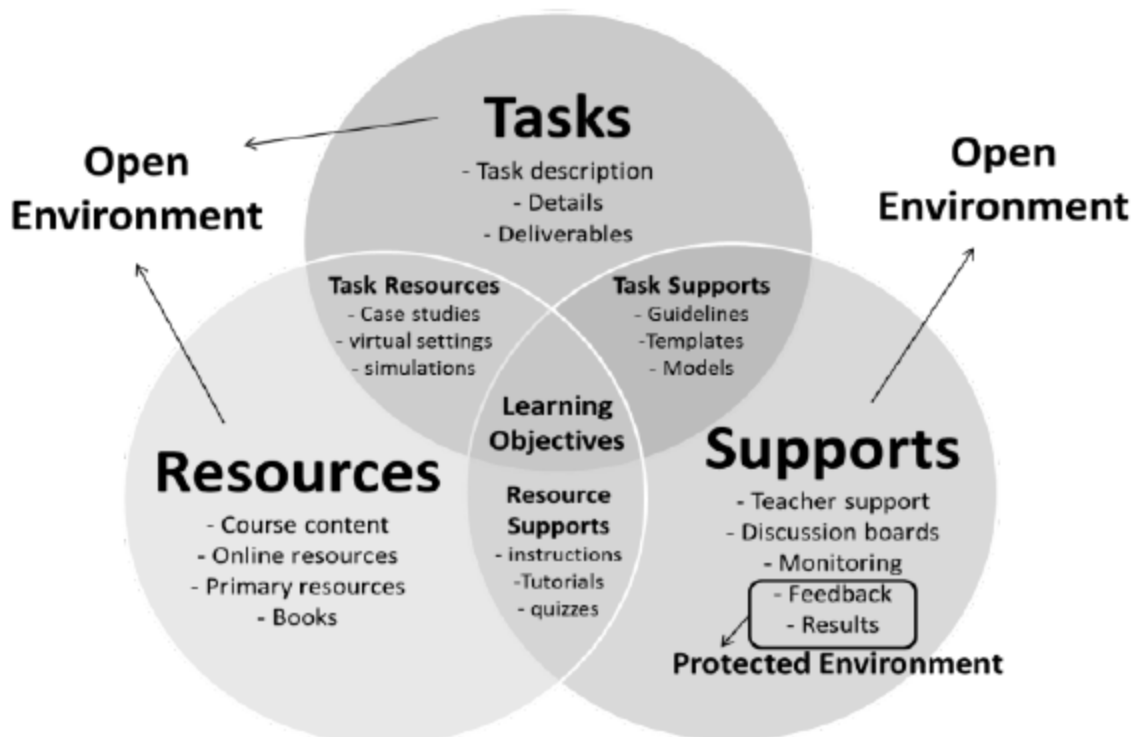 Tasks
- Task description
- Details
- Deliverables
Open
Environment
Open
Environment
Task Resources
- Case studies
- virtual settings
- simulations
Task Supports
- Guidelines
-Templates
- Models
Learning
Objectives
Resources
- Course content
- Online resources
- Primary resources
- Books
Resource
Supports
- instructions
-Tutorials
- quizzes
Supports
- Teacher support
- Discussion boards
- Monitoring
- Feedback
- Results
Protected Environment